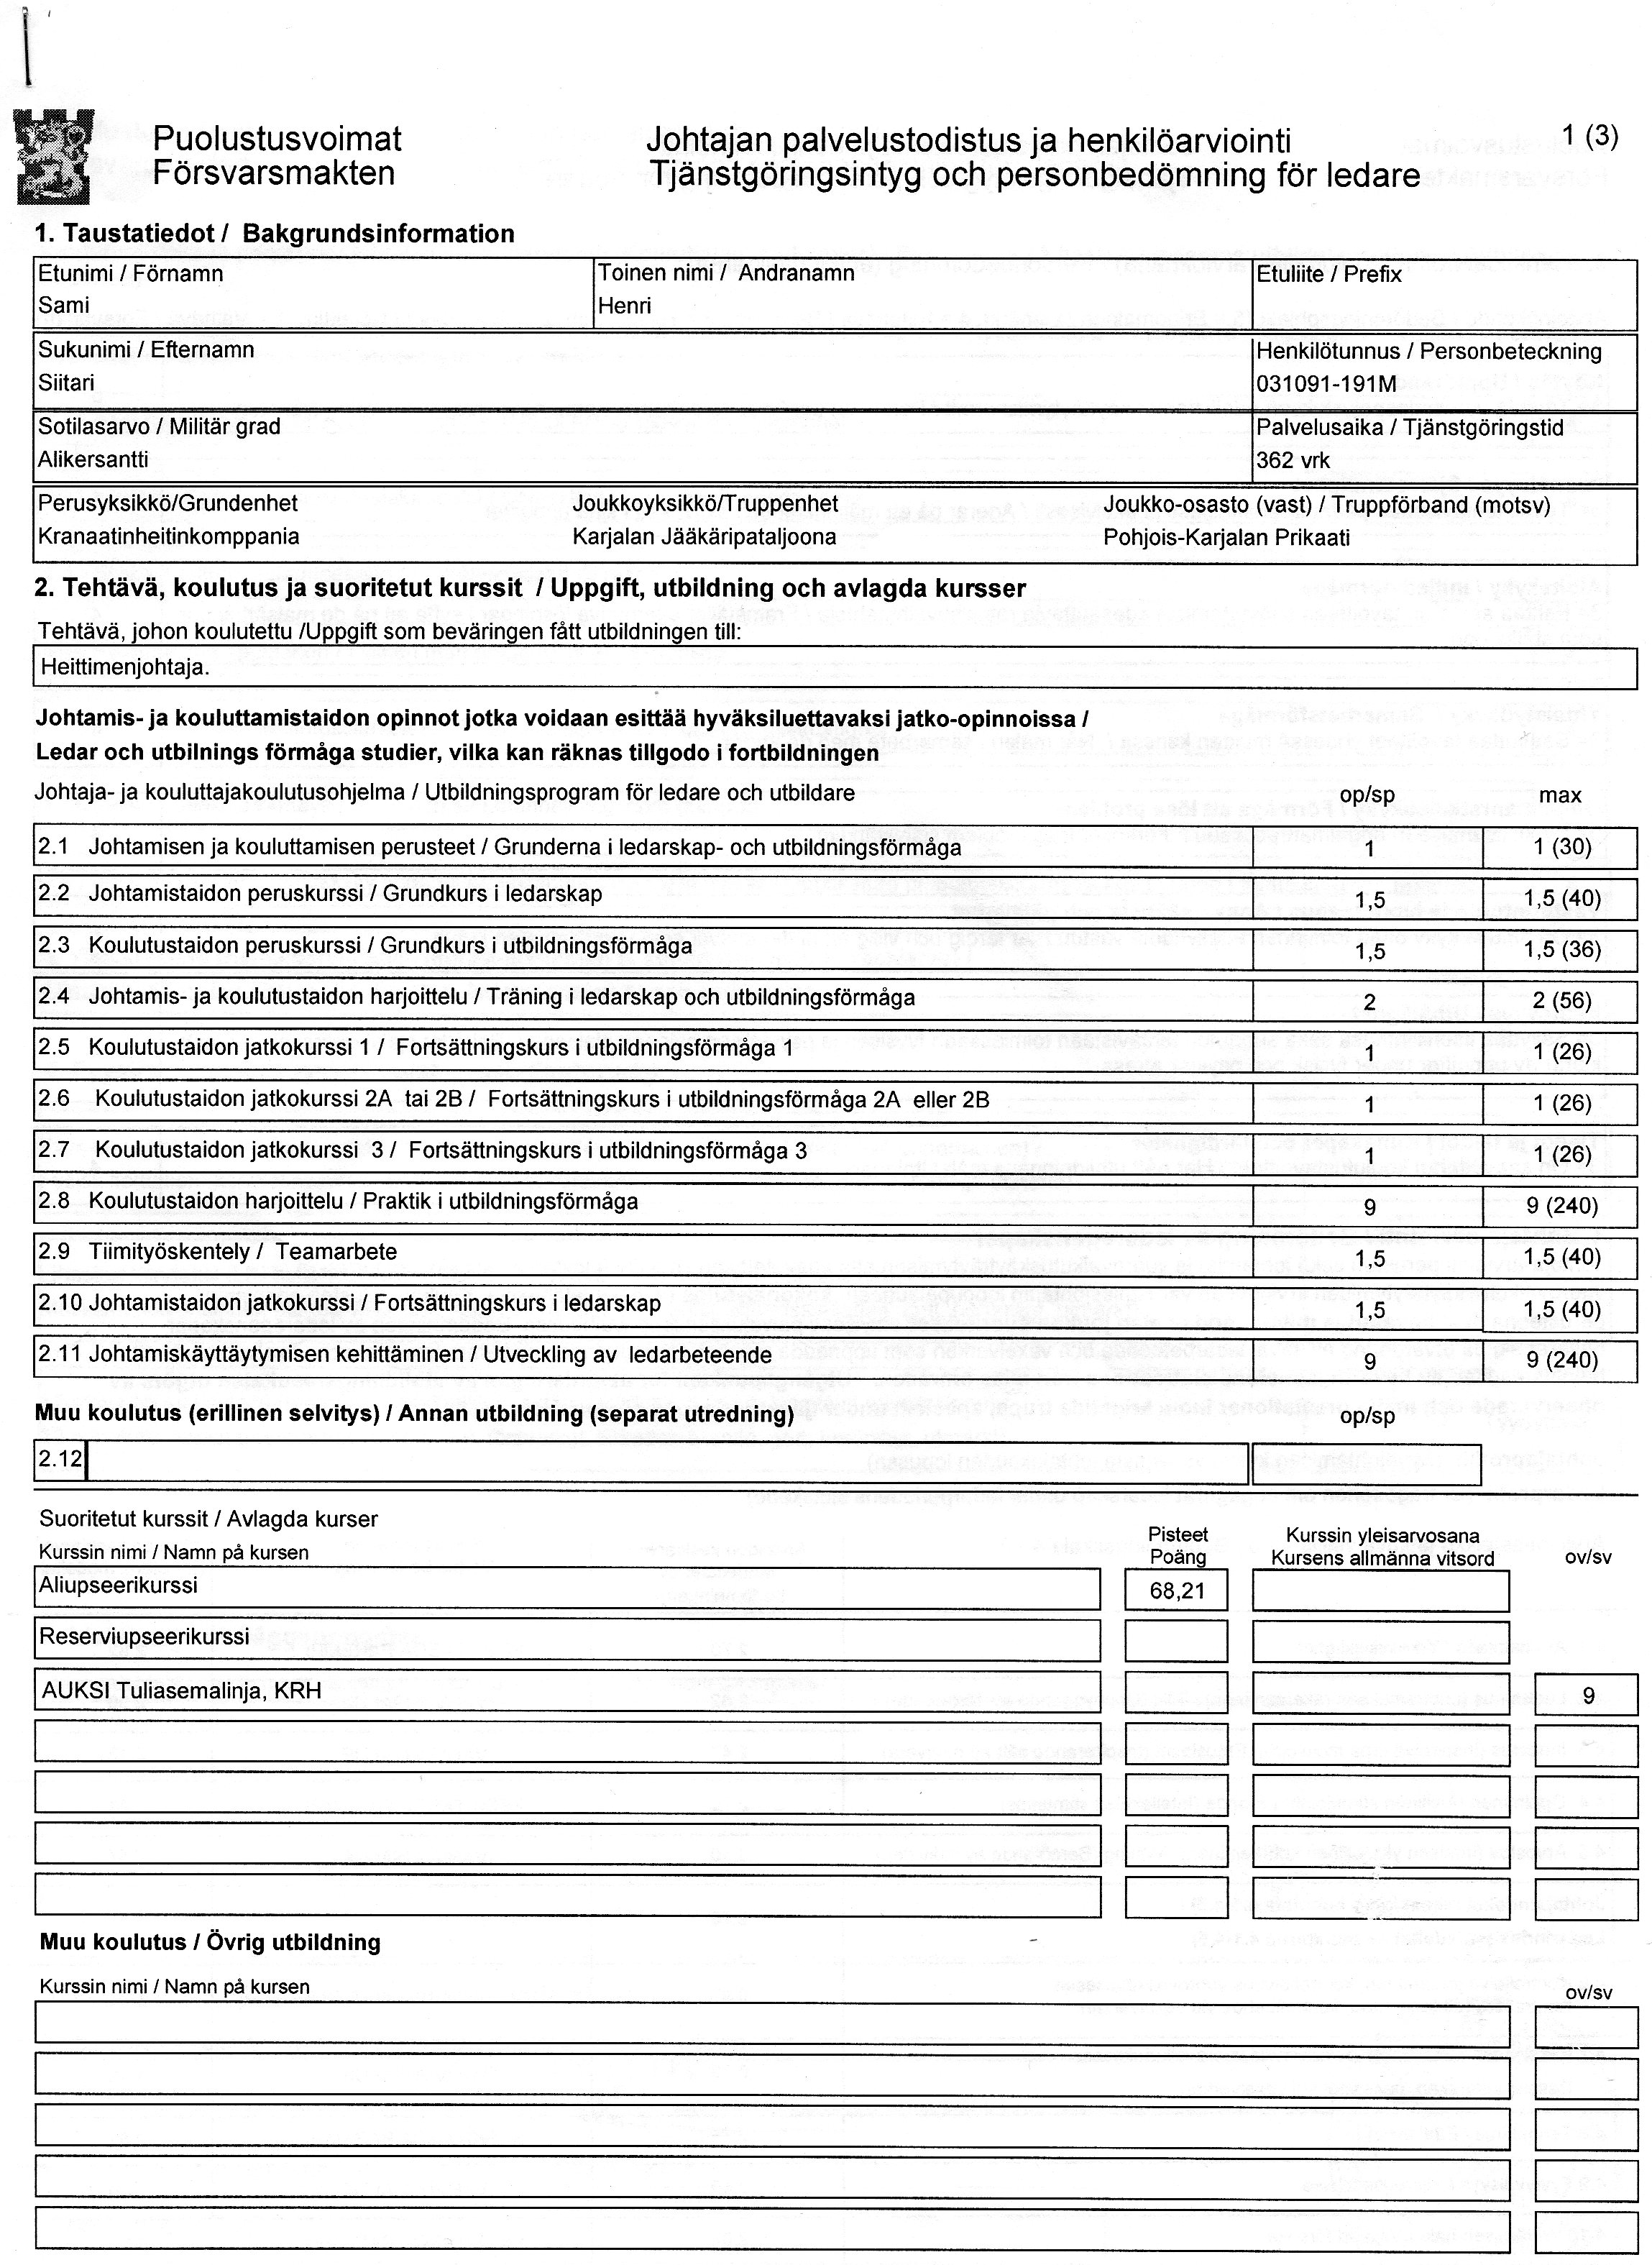 Puolustusvoimat
Försvarsmakten
Johtajan palvelustodistus ja henkilöarviointi
Tjänstgöringsintyg och personbedömning för ledare
1 (3)
1. Taustatiedot / Bakgrundsinformation
Etunimi / Förnamn Toinen nimi / Andranamn Etuliite / Prefix
Sami Henri
Sukunimi / Efternamn Henkilötunnus / Personbeteckning
Siitari 031091-191M
Sotilasarvo / Militär grad Palvelusaika / Tjänstgöringstid
Alikersantti 362 vrk
Perusyksikkö/Grundenhet Joukkoyksikkö/Truppenhet Joukko-osasto (vast) / Truppförband (motsv)
Kranaatinheitinkomppania Karjalan Jääkäripataljoona Pohjois-Karjalan Prikaati
2. Tehtävä, koulutus ja suoritetut kurssit / Uppgift, utbildning och avlagda kursser
Tehtävä, johon koulutettu /Uppgift som beväringen fått utbildningen till:
Heittimenjohtaja.
Johtamis- ja kouluttamistaidon opinnot jotka voidaan esittää hyväksiluettavaksi jatko-opinnoissa /
Ledar och utbilnings förmåga studier, vilka kan räknas tillgodo i fortbildningen
Johtaja- ja kouluttajakoulutusohjelma / Utbildningsprogram för ledare och utbildare op/sp max
2.1 Johtamisen ja kouluttamisen perusteet / Grunderna i ledarskap- och utbildningsförmåga 1 1 (30)
2.2 Johtamistaidon peruskurssi / Grundkurs i ledarskap 1,5 1,5 (40)
2.3 Koulutustaidon peruskurssi / Grundkurs i utbildningsförmåga 1,5 1,5 (36)
2.4 Johtamis- ja koulutustaidon harjoittelu / Träning i ledarskap och utbildningsförmåga 2 2 (56)
2.5 Koulutustaidon jatkokurssi 1 / Fortsättningskurs i utbildningsförmåga 1 1 1 (26)
2.6 Koulutustaidon jatkokurssi 2A tai 2B / Fortsättningskurs i utbildningsförmåga 2A eller 2B 1 1 (26)
2.7 Koulutustaidon jatkokurssi 3 / Fortsättningskurs i utbildningsförmåga 3 1 1 (26)
2.8 Koulutustaidon harjoittelu / Praktik i utbildningsförmåga 9 9 (240)
2.9 Tiimityöskentely / Teamarbete 1,5 1,5 (40)
2.10 Johtamistaidon jatkokurssi / Fortsättningskurs i ledarskap 1,5 1,5 (40)
2.11 Johtamiskäyttäytymisen kehittäminen / Utveckling av ledarbeteende 9 9 (240)
Muu koulutus (erillinen selvitys) / Annan utbildning (separat utredning) op/sp
2.12
Suoritetut kurssit / Avlagda kurser
Kurssin nimi / Namn på kursen
Pisteet
Poäng
Kurssin yleisarvosana
Kursens allmänna vitsord
ov/sv
Aliupseerikurssi 68,21
Reserviupseerikurssi
AUKSI Tuliasemalinja, KRH 9
Muu koulutus / Övrig utbildning
Kurssin nimi / Namn på kursen ov/sv